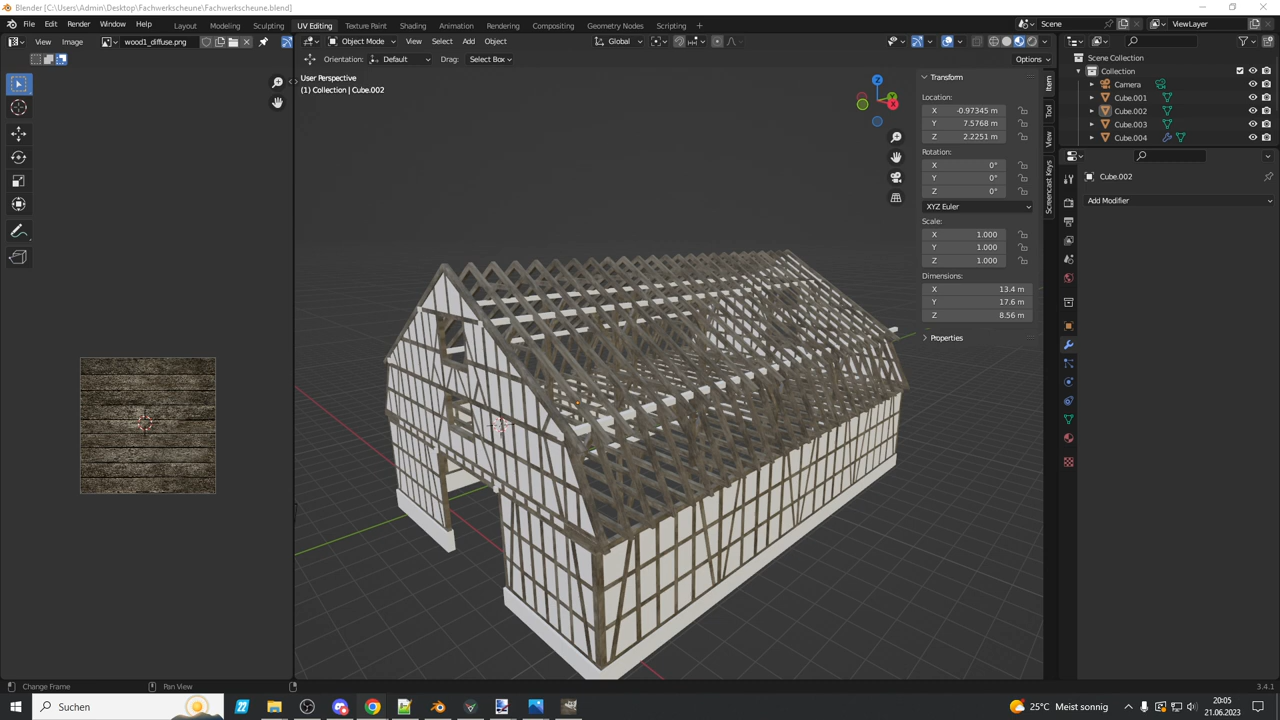 Blender [C:\Users\Admin\Desktop\Fachwerkscheune\Fachwerkscheune.blend]
File Edit Render Window Help Layout Modeling Sculpting UV Editing Texture Paint Shading Animation Rendering Compositing Geometry Nodes Scripting + Scene ViewLayer
View Image wood1_diffuse.png Object Mode View Select Add Object Global
Orientation: Default Drag: Select Box Options
User Perspective
(1) Collection | Cube.002
Transform
Location:
X -0.97345 m
Y 7.5768 m
Z 2.2251 m
Rotation:
X 0°
Y 0°
Z 0°
XYZ Euler
Scale:
X 1.000
Y 1.000
Z 1.000
Dimensions:
X 13.4 m
Y 17.6 m
Z 8.56 m
Properties
Item
Tool
View
Screencast Keys
Scene Collection
Collection
Camera
Cube.001
Cube.002
Cube.003
Cube.004
Cube.002
Add Modifier
Z
Y
X
Change Frame Pan View 3.4.1
Suchen
25°C Meist sonnig
20:05
21.06.2023